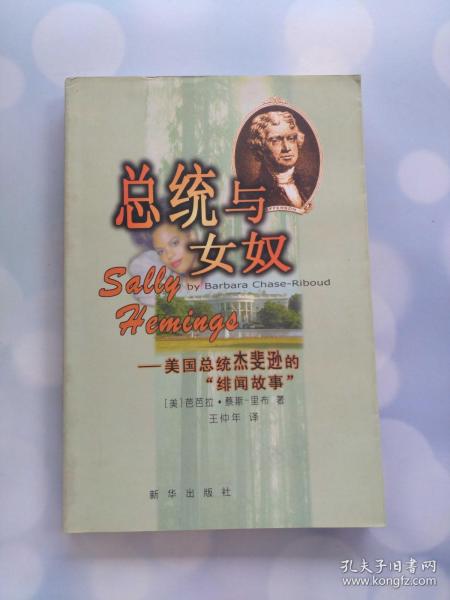 总统与
女奴
Sally
by Barbara Chase-Riboud
Hemings
—美国总统杰斐逊的
“绯闻故事”
[美]芭芭拉·蔡斯-里布 著
王仲年 译
新华出版社
孔夫子旧书网
www.kongfz.com